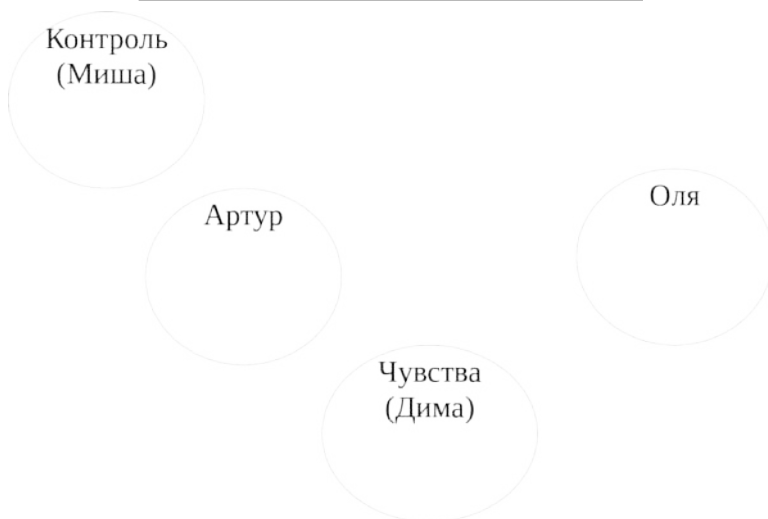 Контроль
(Миша)
Артур
Оля
Чувства
(Дима)